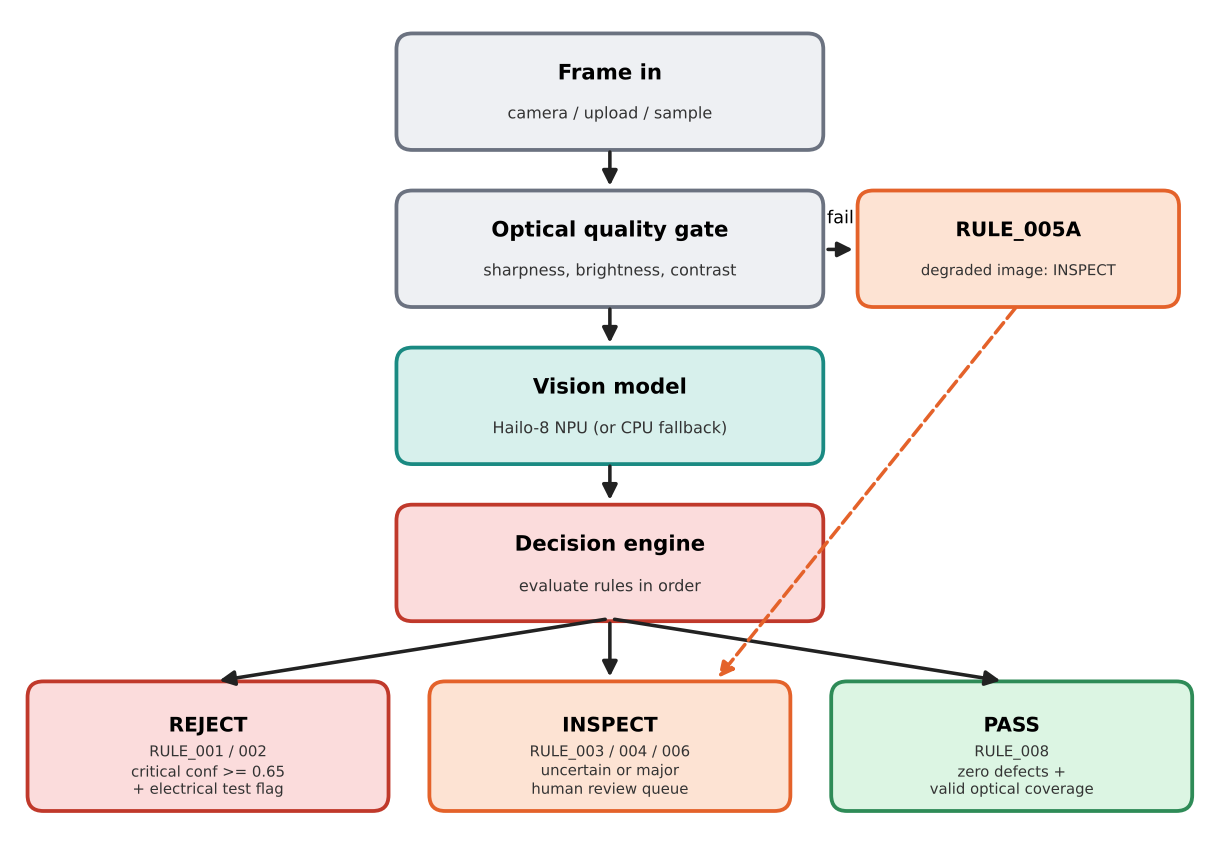 Frame in
camera / upload / sample
Optical quality gate
sharpness, brightness, contrast
fail
RULE_005A
degraded image: INSPECT
Vision model
Hailo-8 NPU (or CPU fallback)
Decision engine
evaluate rules in order
REJECT
RULE_001 / 002
critical conf >= 0.65
+ electrical test flag
INSPECT
RULE_003 / 004 / 006
uncertain or major
human review queue
PASS
RULE_008
zero defects +
valid optical coverage